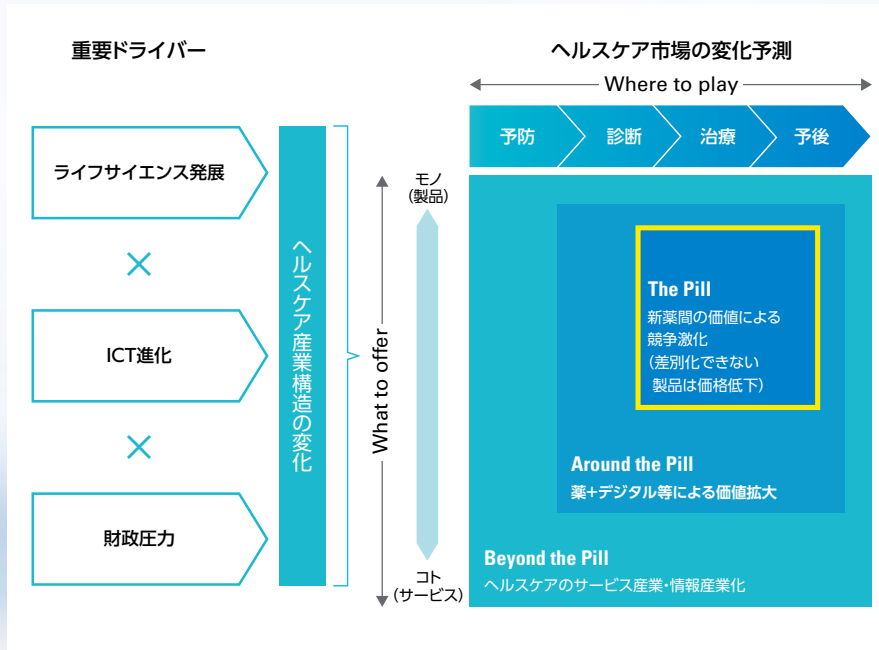 重要ドライバー
ライフサイエンス発展
×
ICT進化
×
財政圧力
ヘルスケア産業構造の変化
What to offer
モノ
(製品)
コト
(サービス)
ヘルスケア市場の変化予測
Where to play
予防
診断
治療
予後
The Pill
新薬間の価値による
競争激化
(差別化できない
製品は価格低下)
Around the Pill
薬+デジタル等による価値拡大
Beyond the Pill
ヘルスケアのサービス産業・情報産業化